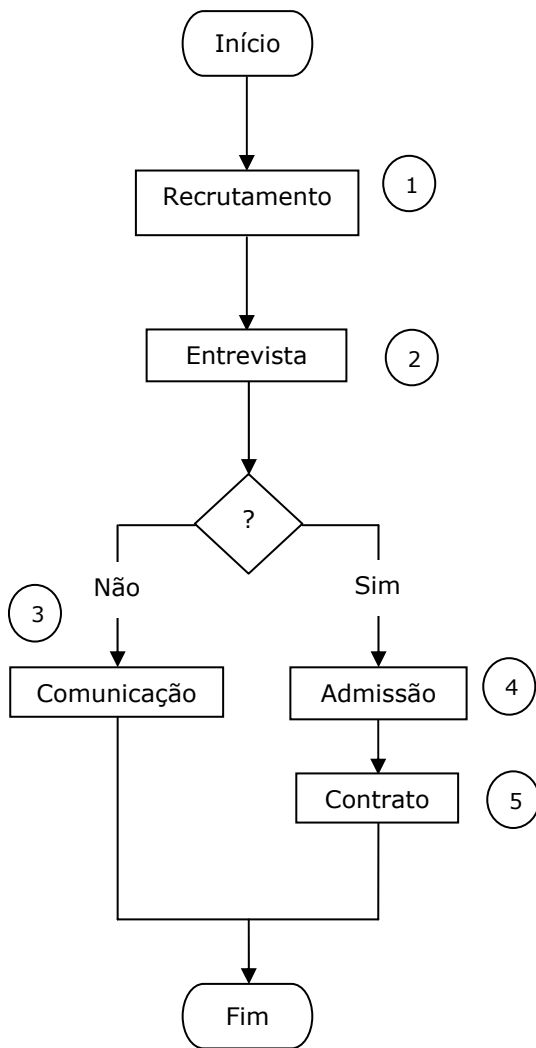 Início
Recrutamento
1
Entrevista
2
?
Não
Sim
3
Comunicação
Admissão
4
Contrato
5
Fim